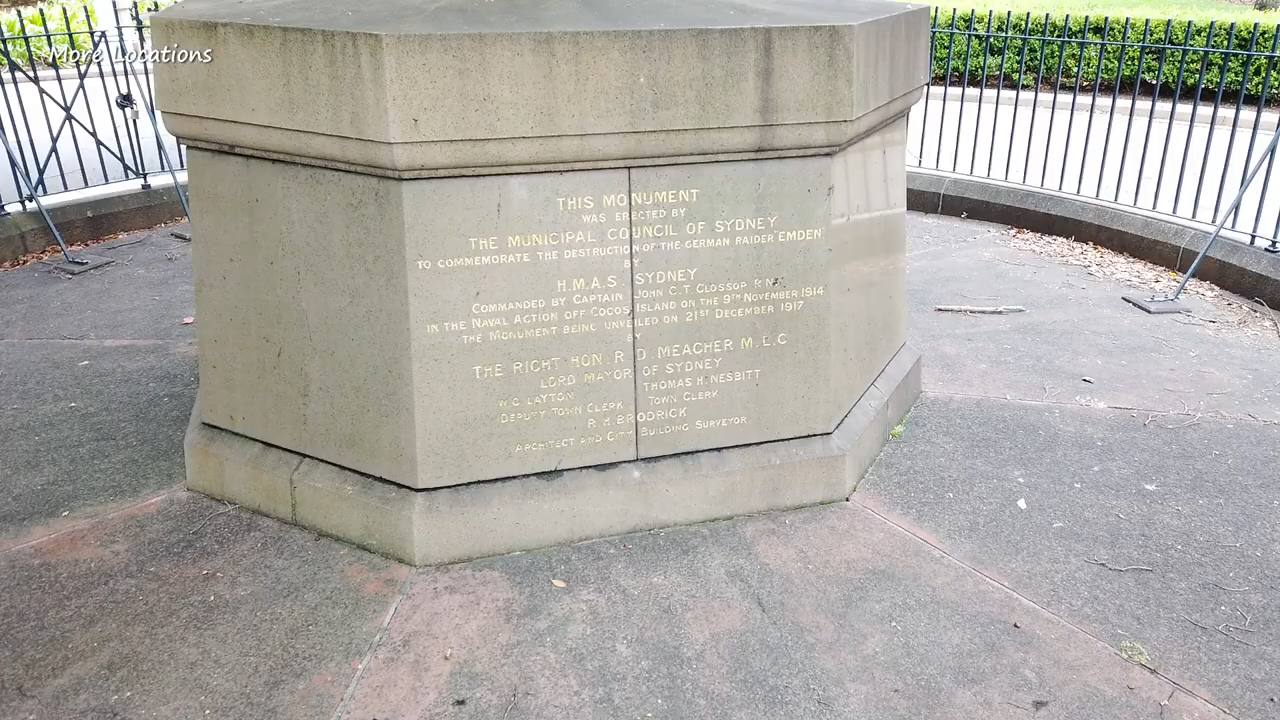 More Locations
THIS MONUMENT
WAS ERECTED BY
THE MUNICIPAL COUNCIL OF SYDNEY
TO COMMEMORATE THE DESTRUCTION OF THE GERMAN RAIDER "EMDEN"
BY
H.M.A.S SYDNEY
COMMANDED BY CAPTAIN JOHN C.T. GLOSSOP R.N.
IN THE NAVAL ACTION OFF COCOS ISLAND ON THE 9TH NOVEMBER 1914
THE MONUMENT BEING UNVEILED ON 21ST DECEMBER 1917
BY
THE RIGHT HON. R. D. MEAGHER M.L.C
LORD MAYOR OF SYDNEY
W.G. LAYTON THOMAS H. NESBITT
DEPUTY TOWN CLERK TOWN CLERK
R.H. BRODRICK
ARCHITECT AND CITY BUILDING SURVEYOR